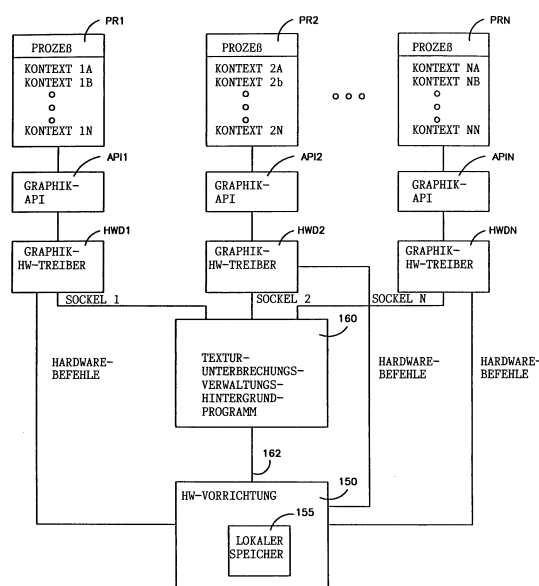 PR1
PROZEß
KONTEXT 1A
KONTEXT 1B
KONTEXT 1N
PR2
PROZEß
KONTEXT 2A
KONTEXT 2b
KONTEXT 2N
PRN
PROZEß
KONTEXT NA
KONTEXT NB
KONTEXT NN
API1
GRAPHIK-
API
API2
GRAPHIK-
API
APIN
GRAPHIK-
API
HWD1
GRAPHIK-
HW-TREIBER
HWD2
GRAPHIK-
HW-TREIBER
HWDN
GRAPHIK-
HW-TREIBER
SOCKEL 1
SOCKEL 2
SOCKEL N
160
TEXTUR-
UNTERBRECHUNGS-
VERWALTUNGS-
HINTERGRUND-
PROGRAMM
HARDWARE-
BEFEHLE
HARDWARE-
BEFEHLE
HARDWARE-
BEFEHLE
162
150
HW-VORRICHTUNG
155
LOKALER
SPEICHER